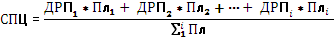 СПЦ = ДРП₁ * Пл₁ + ДРП₂ * Пл₂ + ⋯ + ДРПᵢ * Плᵢ / ∑₁ⁱ Пл